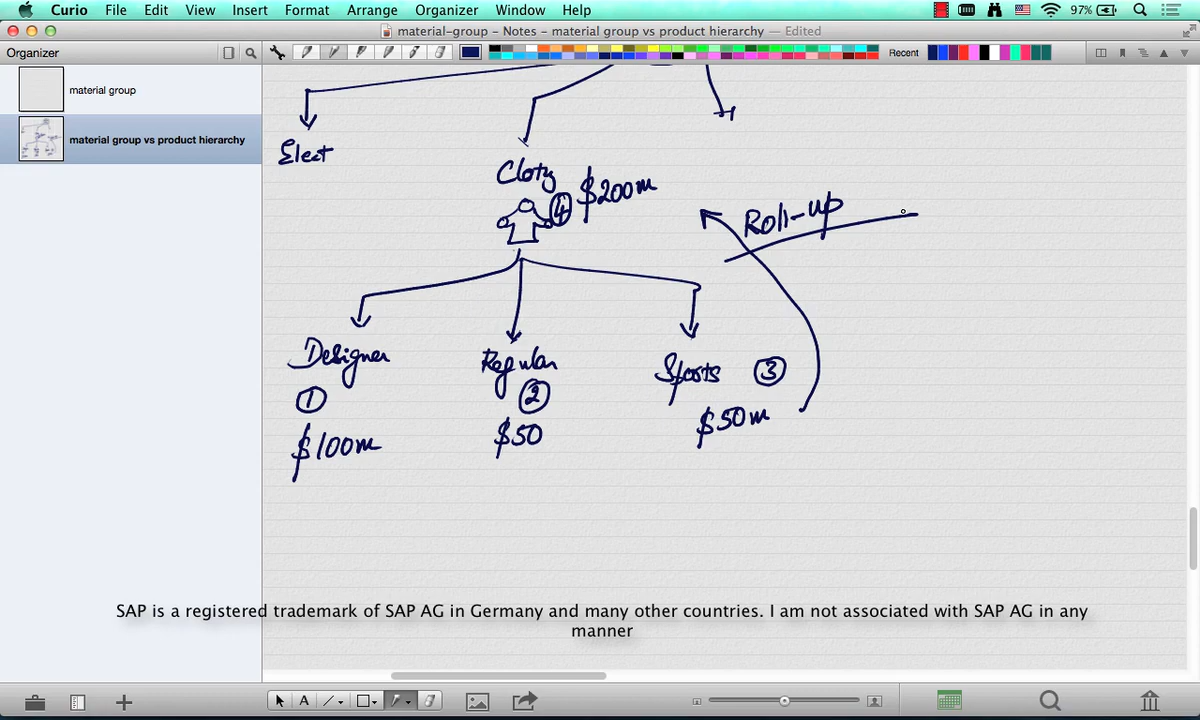 Curio File Edit View Insert Format Arrange Organizer Window Help 97%
material-group – Notes – material group vs product hierarchy — Edited
Organizer
Recent
material group
material group vs product hierarchy
Elect
Cloty
4 $200m
Roll-up
Designer
Regular
Sports 3
1
2
$100m
$50
$50m
SAP is a registered trademark of SAP AG in Germany and many other countries. I am not associated with SAP AG in any
manner
A